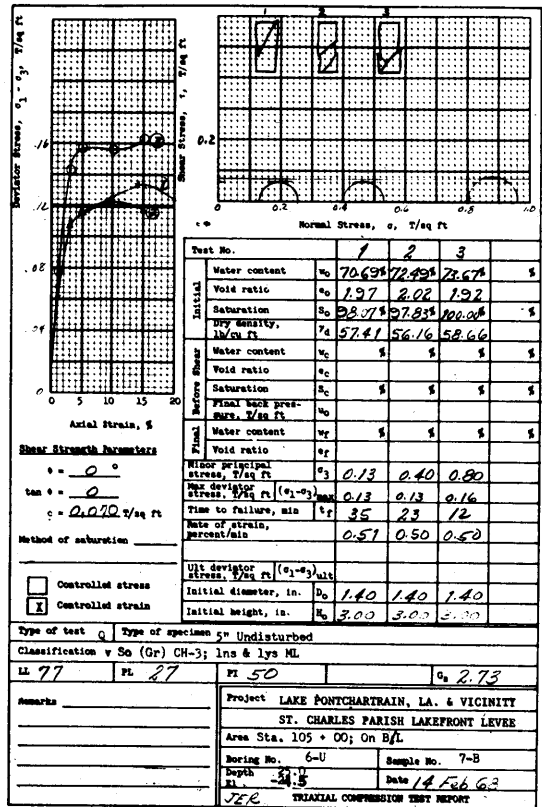 Deviator Stress, σ1 - σ3, T/sq ft
.16
.12
.08
.04
0
0 5 10 15 20
Axial Strain, %
Shear Stress, τ, T/sq ft
1 2 3
0.2
0 0.2 0.4 0.6 0.8 1.0
Normal Stress, σ, T/sq ft
Shear Strength Parameters
φ = 0 °
tan φ = 0
c = 0.070 T/sq ft
Method of saturation
Controlled stress
X Controlled strain
Test No. 1 2 3
Initial
Water content w0 70.69% 72.49% 73.67% %
Void ratio e0 1.97 2.02 1.92
Saturation S0 98.07% 97.83% 100.00% %
Dry density, lb/cu ft γd 57.41 56.16 58.66
Before Shear
Water content wc % % % %
Void ratio ec
Saturation Sc % % % %
Final back pressure, T/sq ft u0
Final
Water content wf % % % %
Void ratio ef
Minor principal stress, T/sq ft σ3 0.13 0.40 0.80
Max deviator stress, T/sq ft (σ1-σ3)max 0.13 0.13 0.16
Time to failure, min tf 35 23 12
Rate of strain, percent/min 0.51 0.50 0.50
Ult deviator stress, T/sq ft (σ1-σ3)ult
Initial diameter, in. D0 1.40 1.40 1.40
Initial height, in. H0 3.00 3.00 3.00
Type of test Q Type of specimen 5" Undisturbed
Classification v So (Gr) CH-3; lns & lys ML
LL 77 PL 27 PI 50 Gs 2.73
Remarks
Project LAKE PONTCHARTRAIN, LA. & VICINITY
ST. CHARLES PARISH LAKEFRONT LEVEE
Area Sta. 105 + 00; On B/L
Boring No. 6-U Sample No. 7-B
Depth
El -24.5 Date 14 Feb 63
JER TRIAXIAL COMPRESSION TEST REPORT